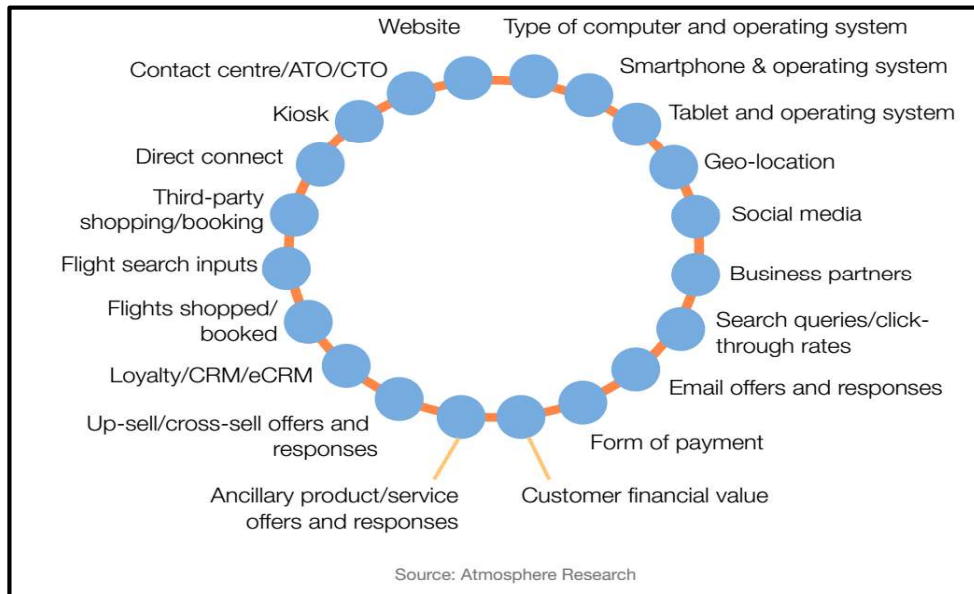 Website
Type of computer and operating system
Contact centre/ATO/CTO
Smartphone & operating system
Kiosk
Tablet and operating system
Direct connect
Geo-location
Third-party
shopping/booking
Social media
Flight search inputs
Business partners
Flights shopped/
booked
Search queries/click-
through rates
Loyalty/CRM/eCRM
Email offers and responses
Up-sell/cross-sell offers and
responses
Form of payment
Ancillary product/service
offers and responses
Customer financial value
Source: Atmosphere Research